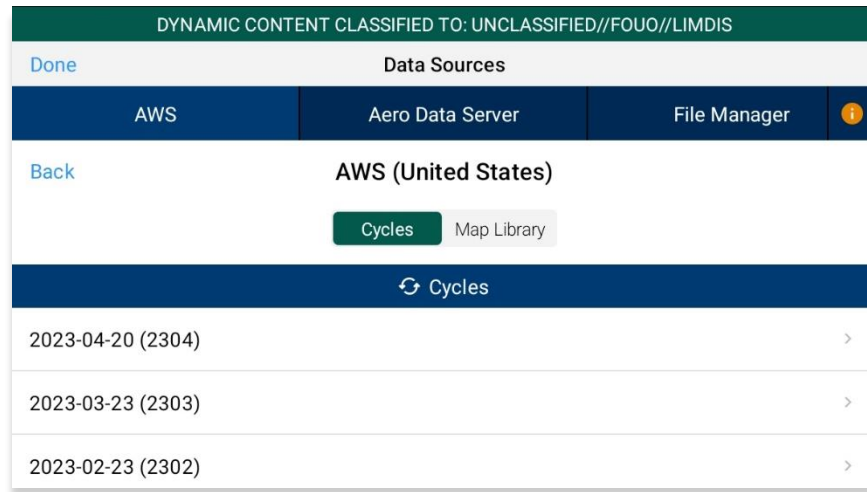 DYNAMIC CONTENT CLASSIFIED TO: UNCLASSIFIED//FOUO//LIMDIS
Done Data Sources
AWS Aero Data Server File Manager i
Back AWS (United States)
Cycles Map Library
Cycles
2023-04-20 (2304)
2023-03-23 (2303)
2023-02-23 (2302)